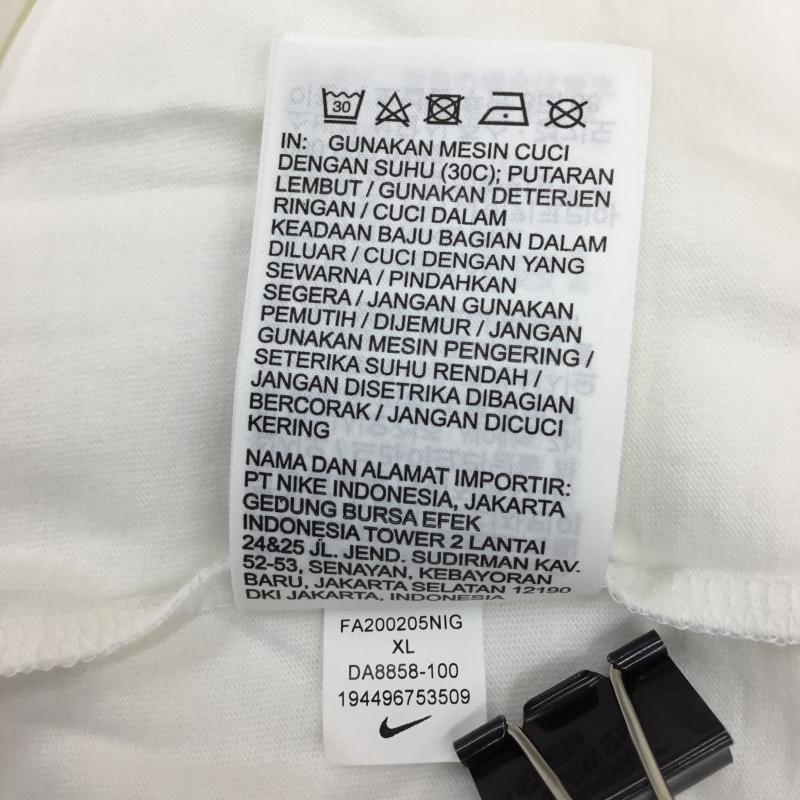 30
IN: GUNAKAN MESIN CUCI
DENGAN SUHU (30C); PUTARAN
LEMBUT / GUNAKAN DETERJEN
RINGAN / CUCI DALAM
KEADAAN BAJU BAGIAN DALAM
DILUAR / CUCI DENGAN YANG
SEWARNA / PINDAHKAN
SEGERA / JANGAN GUNAKAN
PEMUTIH / DIJEMUR / JANGAN
GUNAKAN MESIN PENGERING /
SETERIKA SUHU RENDAH /
JANGAN DISETRIKA DIBAGIAN
BERCORAK / JANGAN DICUCI
KERING
NAMA DAN ALAMAT IMPORTIR:
PT NIKE INDONESIA, JAKARTA
GEDUNG BURSA EFEK
INDONESIA TOWER 2 LANTAI
24&25 JL. JEND. SUDIRMAN KAV.
52-53, SENAYAN, KEBAYORAN
BARU, JAKARTA SELATAN 12190
DKI JAKARTA, INDONESIA
FA200205NIG
XL
DA8858-100
194496753509